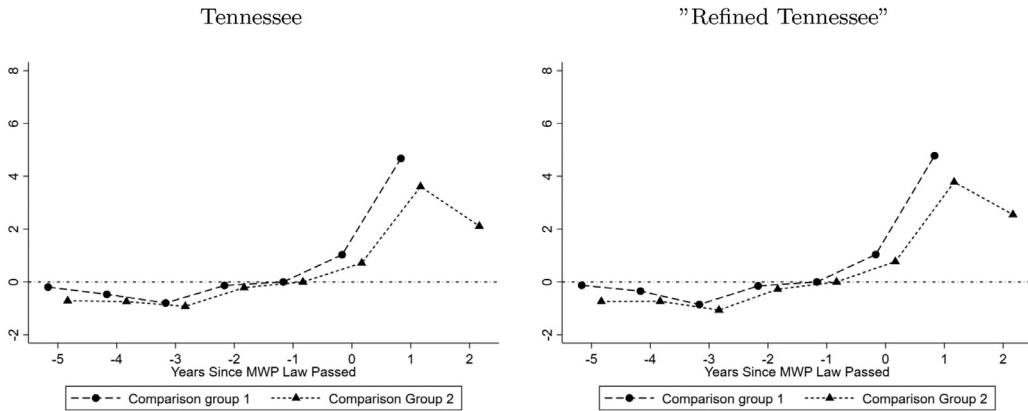 Tennessee
8
6
4
2
0
-2
-5 -4 -3 -2 -1 0 1 2
Years Since MWP Law Passed
Comparison group 1 Comparison Group 2
"Refined Tennessee"
8
6
4
2
0
-2
-5 -4 -3 -2 -1 0 1 2
Years Since MWP Law Passed
Comparison group 1 Comparison Group 2